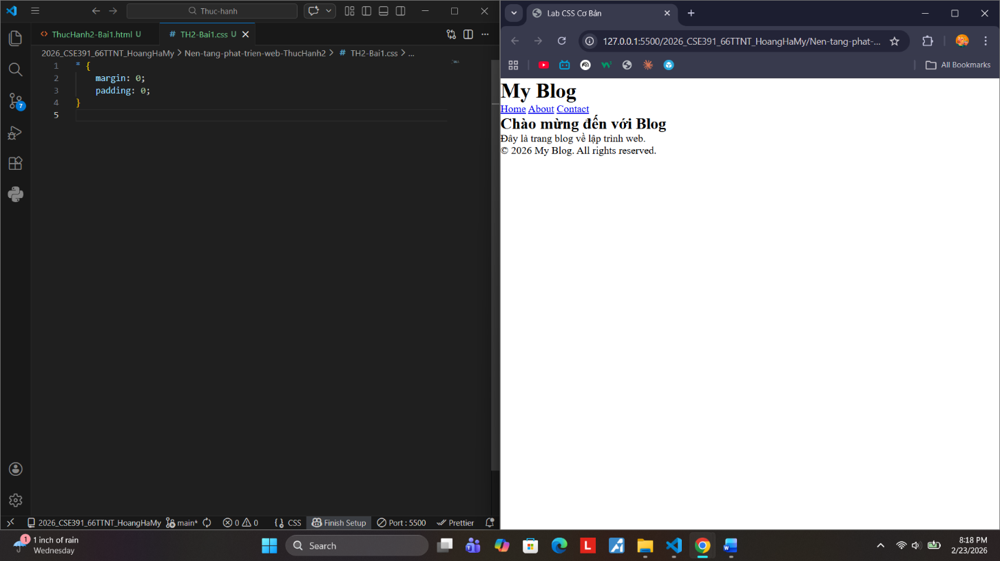 Thuc-hanh
ThucHanh2-Bai1.html U
# TH2-Bai1.css U
2026_CSE391_66TTNT_HoangHaMy > Nen-tang-phat-trien-web-ThucHanh2 > # TH2-Bai1.css > ...
1 * {
2 margin: 0;
3 padding: 0;
4 }
5
7
2026_CSE391_66TTNT_HoangHaMy main* 0 0 {} CSS Finish Setup Port : 5500 Prettier
Lab CSS Cơ Bản
127.0.0.1:5500/2026_CSE391_66TTNT_HoangHaMy/Nen-tang-phat-...
All Bookmarks
My Blog
Home About Contact
Chào mừng đến với Blog
Đây là trang blog về lập trình web.
© 2026 My Blog. All rights reserved.
1
1 inch of rain
Wednesday
Search
L
8:18 PM
2/23/2026